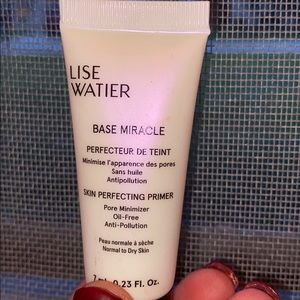 LISE
WATIER
BASE MIRACLE
PERFECTEUR DE TEINT
Minimise l'apparence des pores
Sans huile
Antipollution
SKIN PERFECTING PRIMER
Pore Minimizer
Oil-Free
Anti-Pollution
Peau normale à sèche
Normal to Dry Skin
7 mL 0.23 Fl. Oz.